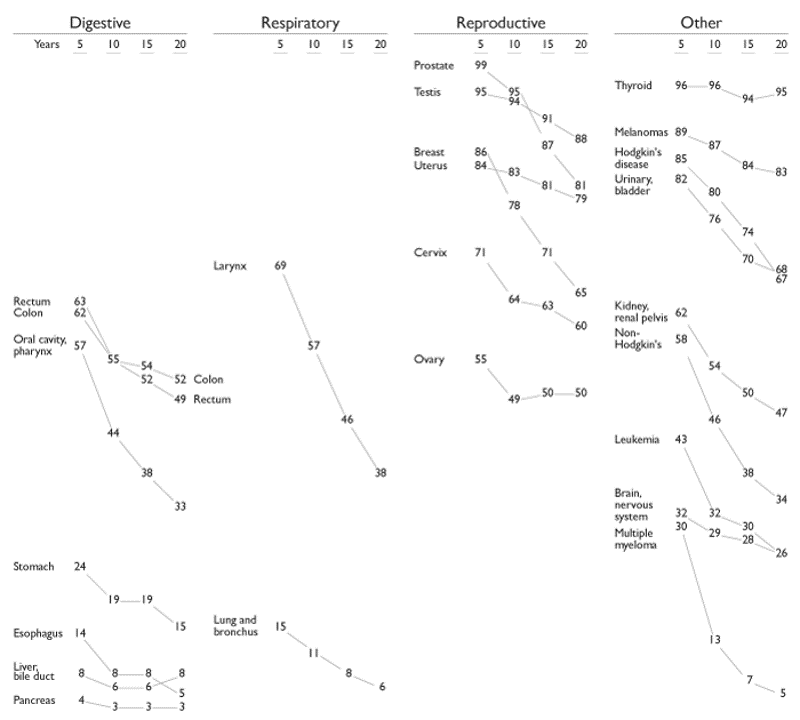 Digestive Respiratory Reproductive Other
Years 5 10 15 20 5 10 15 20 5 10 15 20 5 10 15 20
Prostate 99
Testis 95 95
94 91 88
87 81
Breast 86
Uterus 84 83 81 79
78 71 65
Cervix 71 64 63 60
Ovary 55 49 50 50
Thyroid 96 96 94 95
Melanomas 89 87 84 83
Hodgkin's
disease 85 80 74 67
Urinary,
bladder 82 76 70 68
Larynx 69 57 46 38
Rectum 63
Colon 62
55 54 52 Colon
52 49 Rectum
Oral cavity,
pharynx 57 44 38 33
Kidney,
renal pelvis 62 54 50 47
Non-
Hodgkin's 58 46 38 34
Leukemia 43 32 30 26
Brain,
nervous
system 32 29 28
Multiple
myeloma 30 13 7 5
Stomach 24 19 19 15
Esophagus 14 8 8 5
Liver,
bile duct 8 6 6 8
Pancreas 4 3 3 3
Lung and
bronchus 15 11 8 6